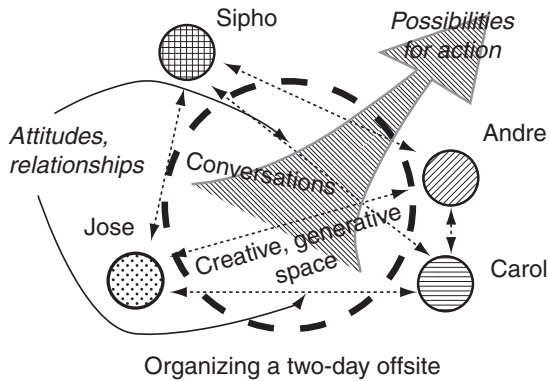 Sipho
Possibilities
for action
Andre
Attitudes,
relationships
Conversations
Jose
Creative, generative
space
Carol
Organizing a two-day offsite